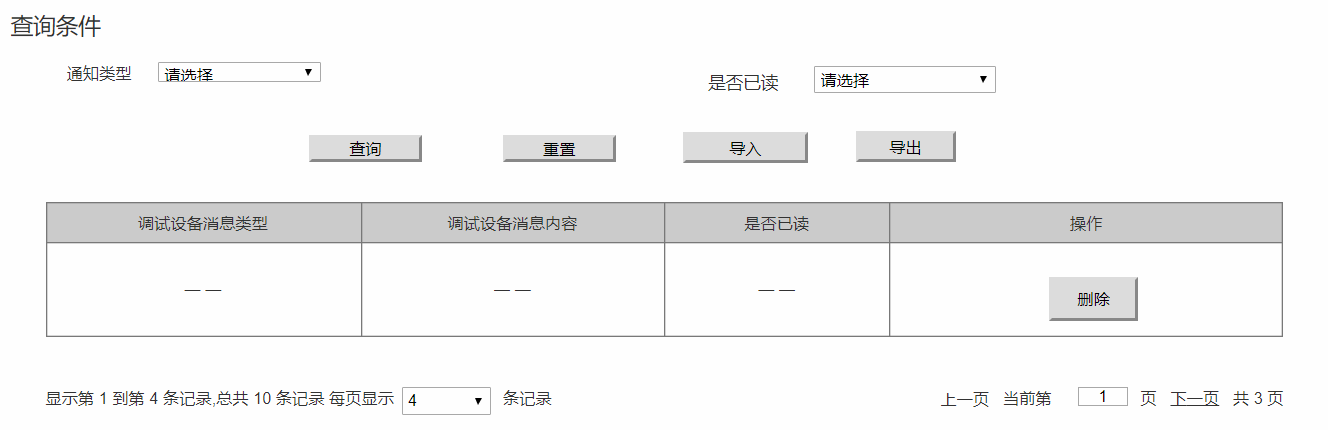 查询条件
通知类型 请选择 是否已读 请选择
查询 重置 导入 导出
调试设备消息类型 调试设备消息内容 是否已读 操作
— — — — — — 删除
显示第 1 到第 4 条记录,总共 10 条记录 每页显示 4 条记录 上一页 当前第 1 页 下一页 共 3 页